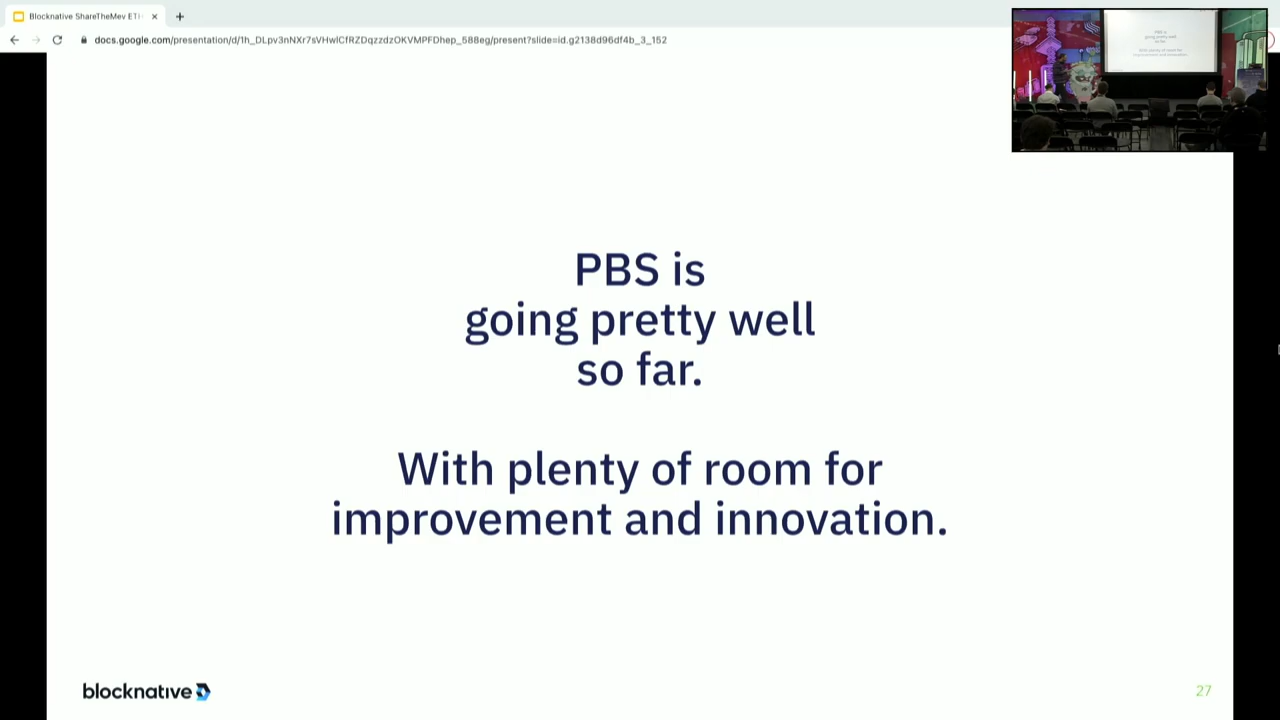 Blocknative ShareTheMev ETH
docs.google.com/presentation/d/1h_DLpv3nNXr7sVHwlCfRZDqzzdzOKVMPFDhep_588eg/present?slide=id.g2138d96df4b_3_152
PBS is
going pretty well
so far.
With plenty of room for
improvement and innovation.
blocknative
27